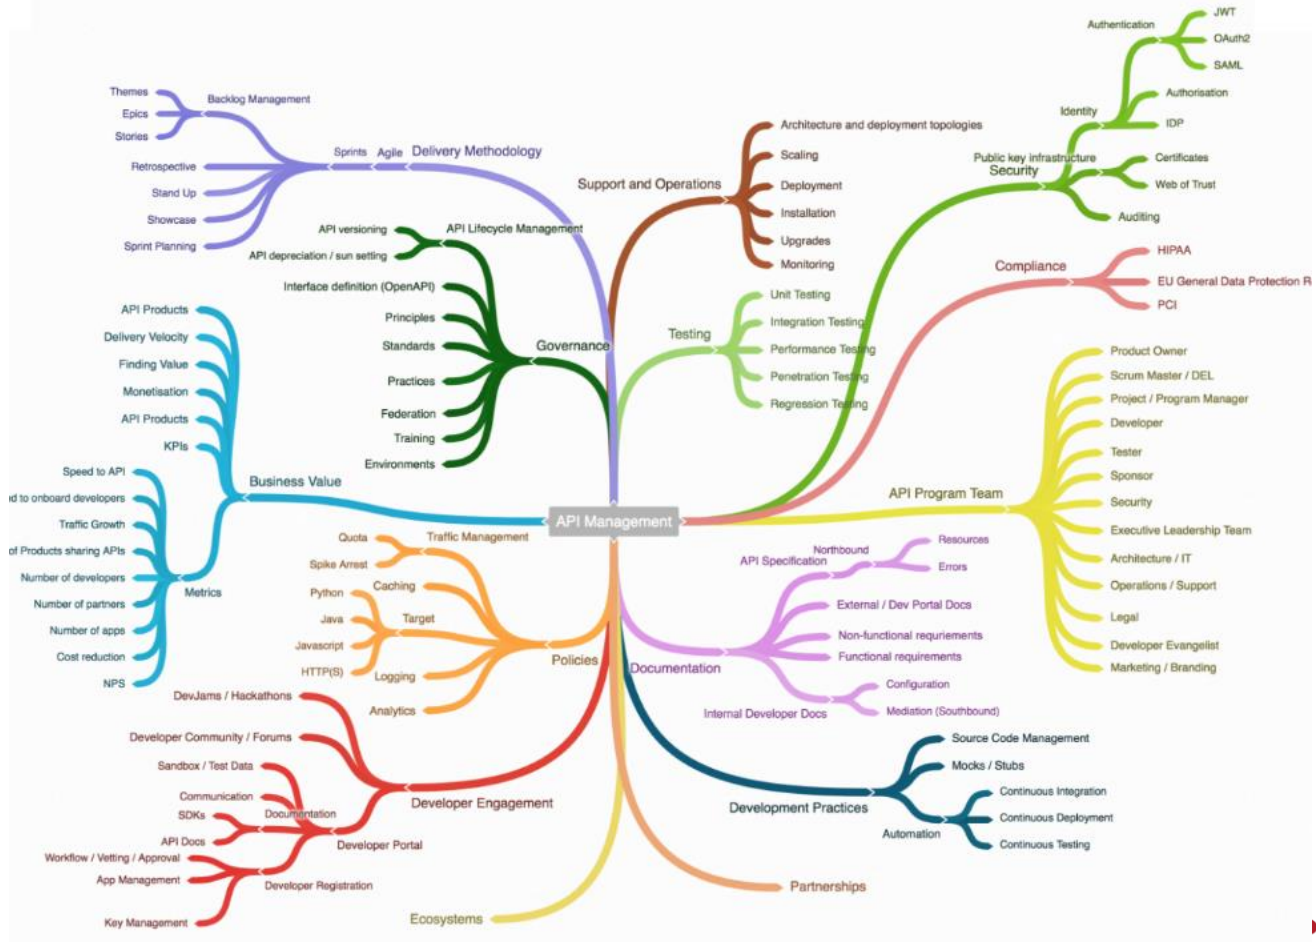 API Management
Delivery Methodology
Agile
Sprints
Backlog Management
Themes
Epics
Stories
Retrospective
Stand Up
Showcase
Sprint Planning
Governance
API Lifecycle Management
API versioning
API depreciation / sun setting
Interface definition (OpenAPI)
Principles
Standards
Practices
Federation
Training
Environments
Business Value
API Products
Delivery Velocity
Finding Value
Monetisation
API Products
KPIs
Metrics
Speed to API
d to onboard developers
Traffic Growth
of Products sharing APIs
Number of developers
Number of partners
Number of apps
Cost reduction
NPS
Policies
Traffic Management
Quota
Spike Arrest
Caching
Target
Python
Java
Javascript
HTTP(S)
Logging
Analytics
Developer Engagement
DevJams / Hackathons
Developer Community / Forums
Developer Portal
Sandbox / Test Data
Communication
Documentation
SDKs
API Docs
Developer Registration
Workflow / Vetting / Approval
App Management
Key Management
Ecosystems
Support and Operations
Architecture and deployment topologies
Scaling
Deployment
Installation
Upgrades
Monitoring
Testing
Unit Testing
Integration Testing
Performance Testing
Penetration Testing
Regression Testing
Security
Identity
Authentication
JWT
OAuth2
SAML
Authorisation
IDP
Public key infrastructure
Certificates
Web of Trust
Auditing
Compliance
HIPAA
EU General Data Protection R
PCI
API Program Team
Product Owner
Scrum Master / DEL
Project / Program Manager
Developer
Tester
Sponsor
Security
Executive Leadership Team
Architecture / IT
Operations / Support
Legal
Developer Evangelist
Marketing / Branding
Documentation
API Specification
Northbound
Resources
Errors
External / Dev Portal Docs
Non-functional requriements
Functional requirements
Internal Developer Docs
Configuration
Mediation (Southbound)
Development Practices
Source Code Management
Mocks / Stubs
Automation
Continuous Integration
Continuous Deployment
Continuous Testing
Partnerships